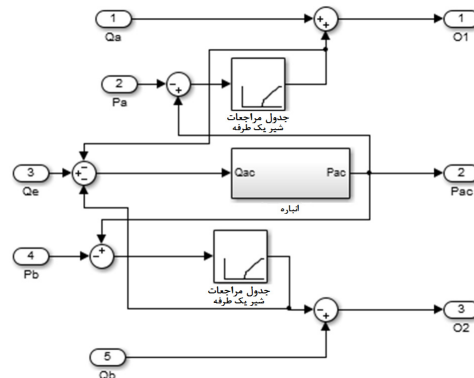 1
Qa
1
O1
2
Pa
جدول مراجعات
شیر یک طرفه
3
Qe
Qac
Pac
انباره
2
Pac
4
Pb
جدول مراجعات
شیر یک طرفه
3
O2
5
Qb